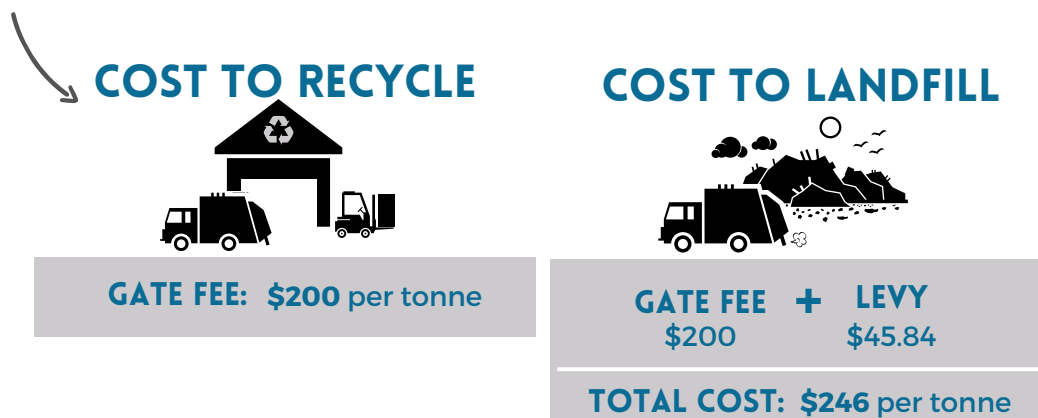 COST TO RECYCLE
GATE FEE: $200 per tonne
COST TO LANDFILL
GATE FEE + LEVY
$200 $45.84
TOTAL COST: $246 per tonne